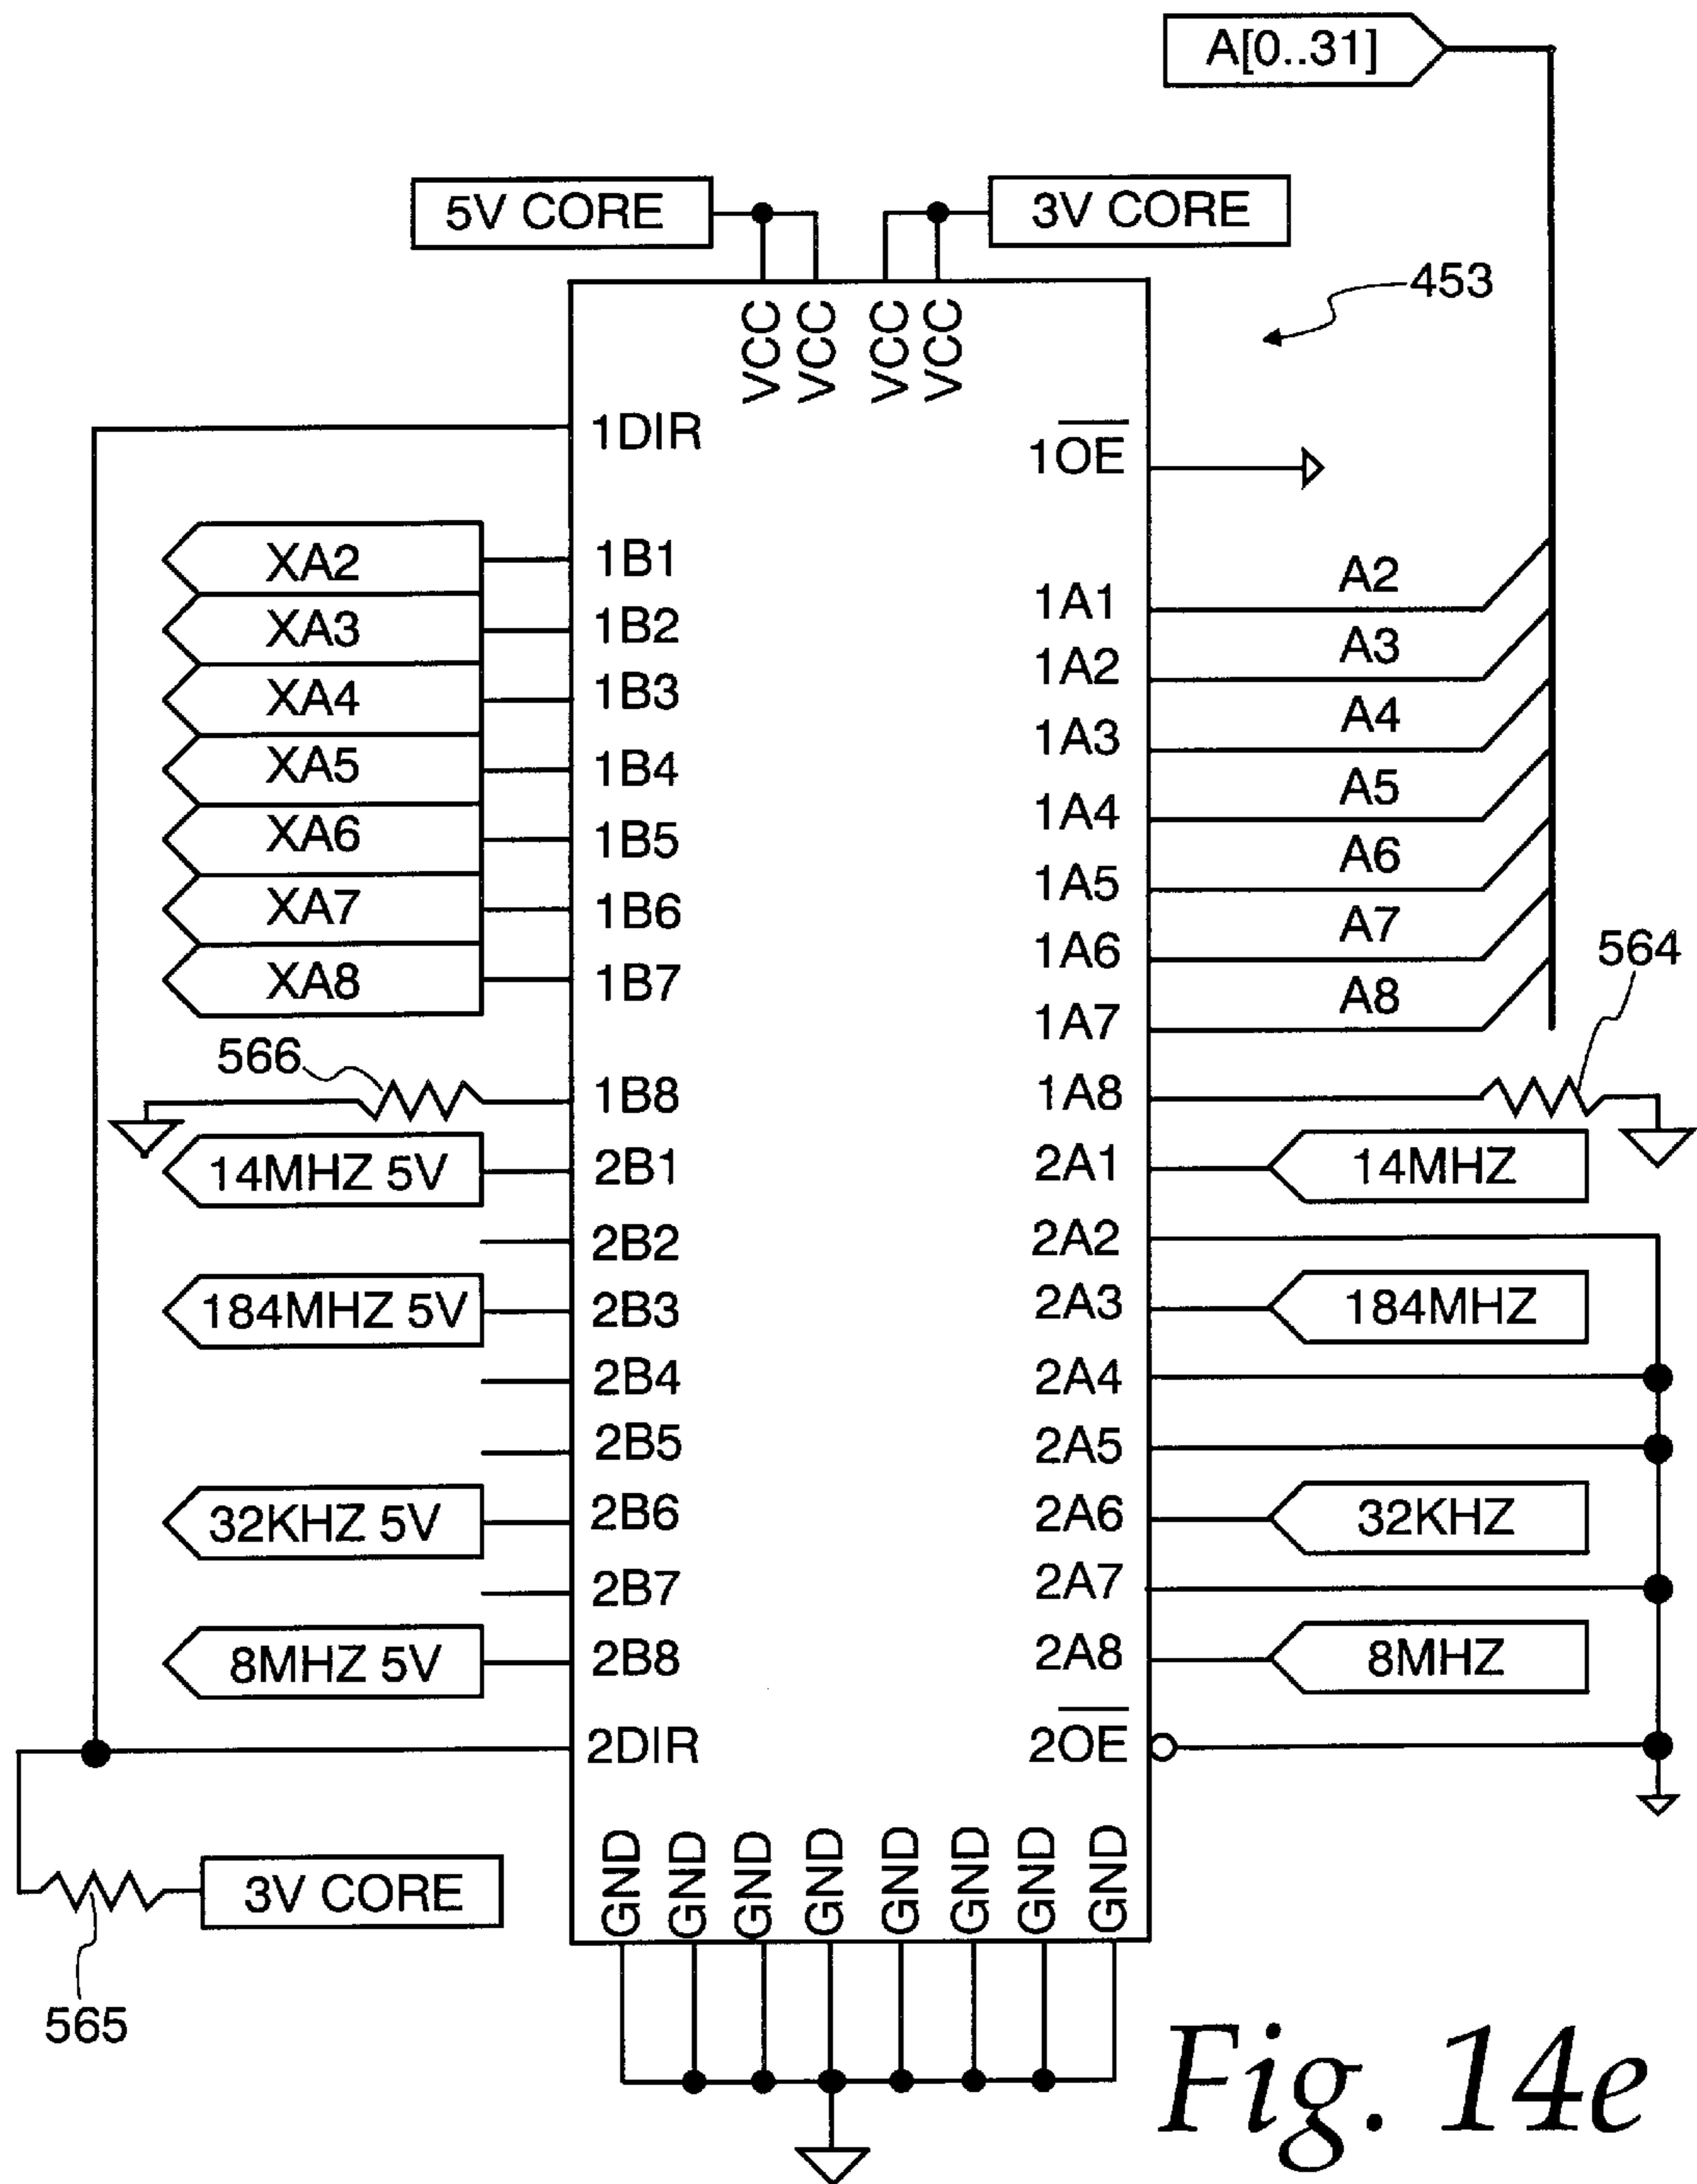 A[0..31]
5V CORE
3V CORE
453
VCC
VCC
VCC
VCC
1DIR
1OE
XA2
1B1
A2
1A1
XA3
1B2
A3
1A2
XA4
1B3
A4
1A3
XA5
1B4
A5
1A4
XA6
1B5
A6
1A5
XA7
1B6
A7
1A6
564
XA8
1B7
A8
1A7
566
1B8
1A8
14MHZ 5V
2B1
2A1
14MHZ
2B2
2A2
184MHZ 5V
2B3
2A3
184MHZ
2B4
2A4
2B5
2A5
32KHZ 5V
2B6
2A6
32KHZ
2B7
2A7
8MHZ 5V
2B8
2A8
8MHZ
2DIR
2OE
GND
GND
GND
GND
GND
GND
GND
GND
3V CORE
565
Fig. 14e